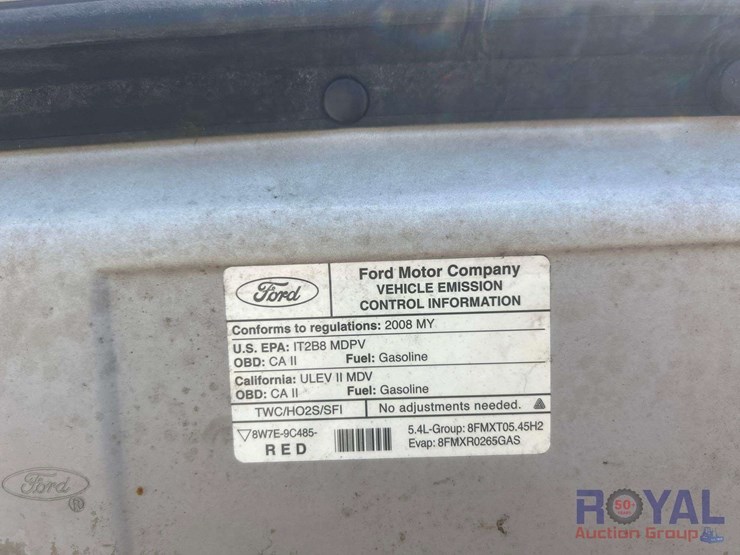 Ford
Ford Motor Company
VEHICLE EMISSION
CONTROL INFORMATION
Conforms to regulations: 2008 MY
U.S. EPA: IT2B8 MDPV
OBD: CA II Fuel: Gasoline
California: ULEV II MDV
OBD: CA II Fuel: Gasoline
TWC/HO2S/SFI No adjustments needed.
8W7E-9C485-
RED
5.4L-Group: 8FMXT05.45H2
Evap: 8FMXR0265GAS
Ford
ROYAL
50
Auction Group